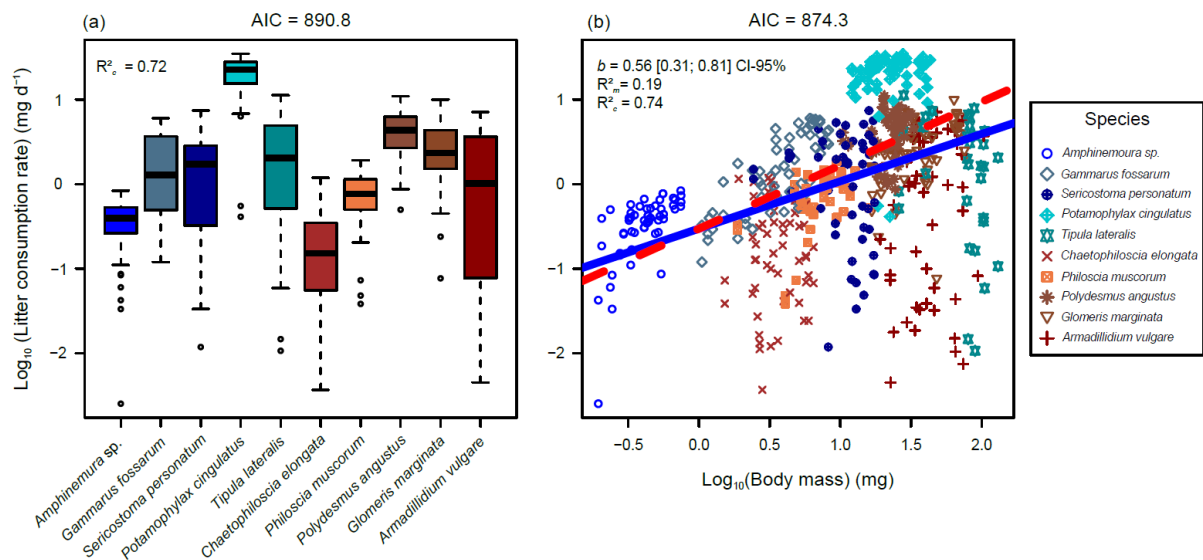 (a)
AIC = 890.8
R²c = 0.72
Log10 (Litter consumption rate) (mg d⁻¹)
1
0
−1
−2
Amphinemura sp.
Gammarus fossarum
Sericostoma personatum
Potamophylax cingulatus
Tipula lateralis
Chaetophiloscia elongata
Philoscia muscorum
Polydesmus angustus
Glomeris marginata
Armadillidium vulgare
(b)
AIC = 874.3
b = 0.56 [0.31; 0.81] CI-95%
R²m = 0.19
R²c = 0.74
1
0
−1
−2
−0.5
0.0
0.5
1.0
1.5
2.0
Log10(Body mass) (mg)
Species
Amphinemoura sp.
Gammarus fossarum
Sericostoma personatum
Potamophylax cingulatus
Tipula lateralis
Chaetophiloscia elongata
Philoscia muscorum
Polydesmus angustus
Glomeris marginata
Armadillidium vulgare